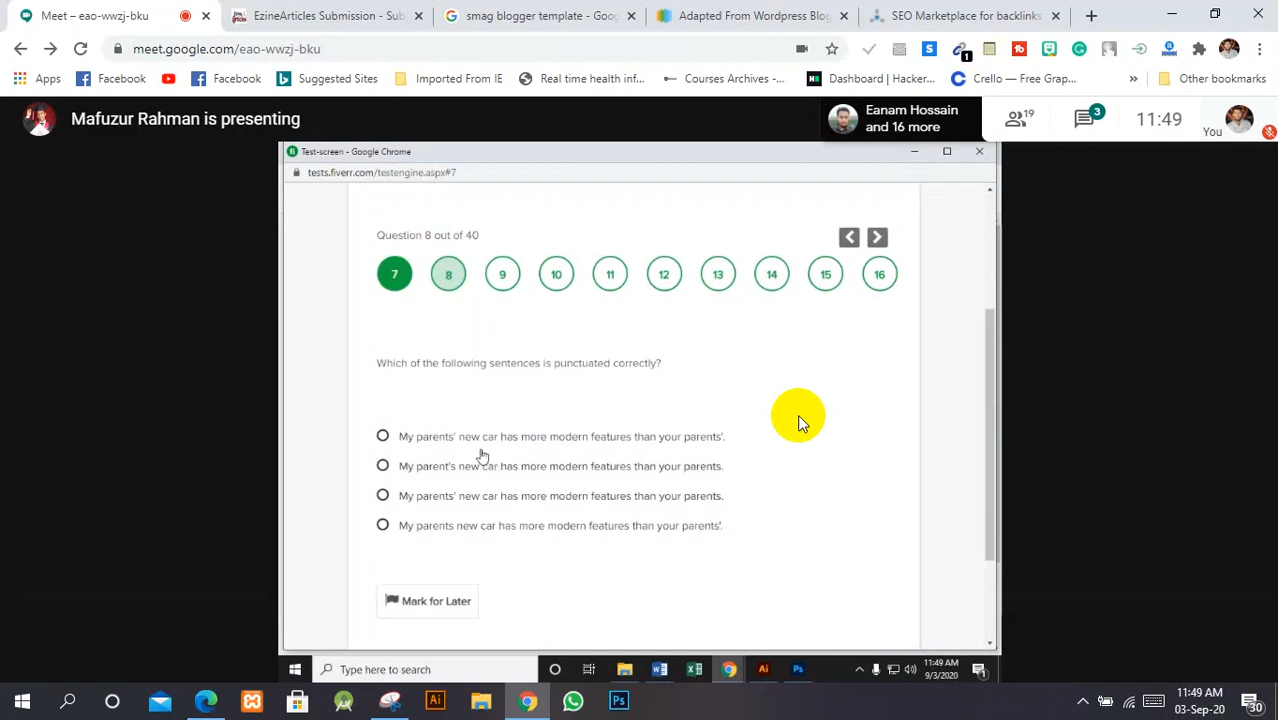 Meet – eao-wwzj-bku
EzineArticles Submission - Sub
smag blogger template - Goog
Adapted From Wordpress Blog
SEO Marketplace for backlinks
meet.google.com/eao-wwzj-bku
1
Apps
Facebook
Facebook
Suggested Sites
Imported From IE
Real time health inf...
Courses Archives -...
Dashboard | Hacker...
Crello — Free Grap...
Other bookmarks
Mafuzur Rahman is presenting
Eanam Hossain
and 16 more
19
3
11:49
You
Test-screen - Google Chrome
tests.fiverr.com/testengine.aspx#7
Question 8 out of 40
7 8 9 10 11 12 13 14 15 16
Which of the following sentences is punctuated correctly?
My parents' new car has more modern features than your parents'.
My parent's new car has more modern features than your parents.
My parents' new car has more modern features than your parents.
My parents new car has more modern features than your parents'.
Mark for Later
Type here to search
11:49 AM
9/3/2020
11:49 AM
03-Sep-20
30